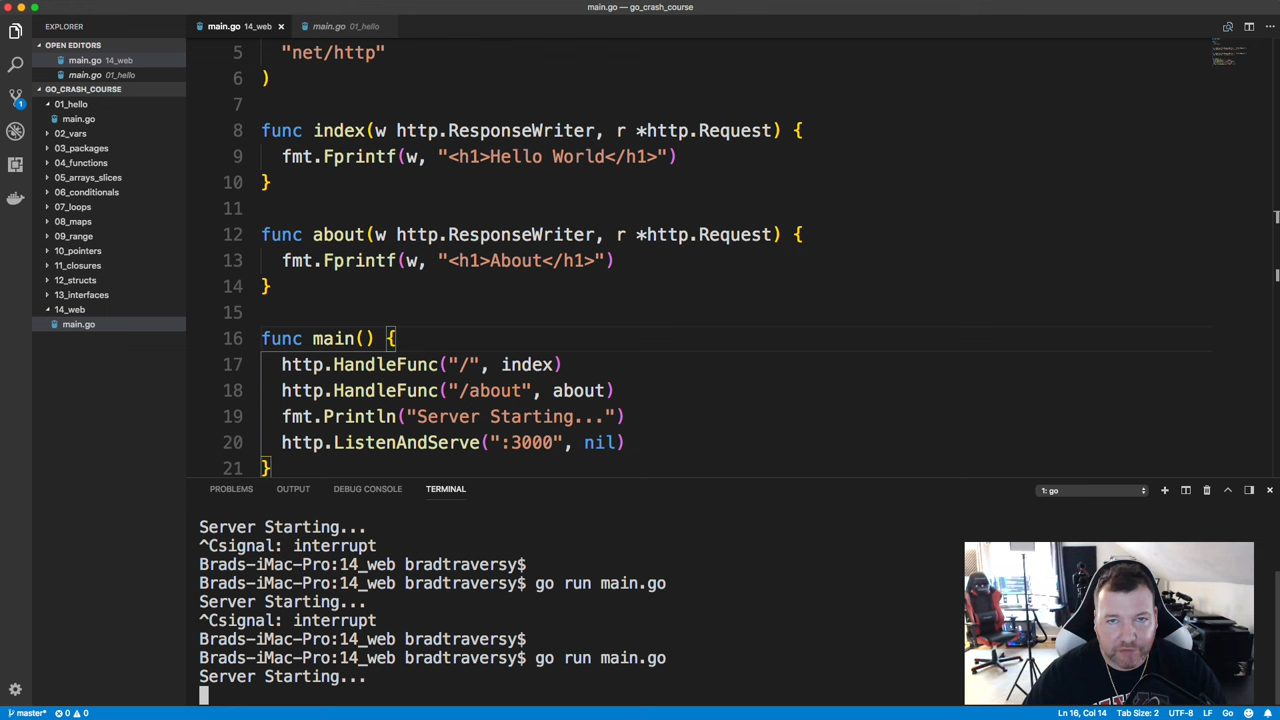 main.go — go_crash_course
EXPLORER
main.go 14_web ×
main.go 01_hello
OPEN EDITORS
main.go 14_web
main.go 01_hello
GO_CRASH_COURSE
01_hello
main.go
02_vars
03_packages
04_functions
05_arrays_slices
06_conditionals
07_loops
08_maps
09_range
10_pointers
11_closures
12_structs
13_interfaces
14_web
main.go
1
5 "net/http"
6 )
7
8 func index(w http.ResponseWriter, r *http.Request) {
9 fmt.Fprintf(w, "<h1>Hello World</h1>")
10 }
11
12 func about(w http.ResponseWriter, r *http.Request) {
13 fmt.Fprintf(w, "<h1>About</h1>")
14 }
15
16 func main() {
17 http.HandleFunc("/", index)
18 http.HandleFunc("/about", about)
19 fmt.Println("Server Starting...")
20 http.ListenAndServe(":3000", nil)
21 }
PROBLEMS OUTPUT DEBUG CONSOLE TERMINAL 1: go
Server Starting...
^Csignal: interrupt
Brads-iMac-Pro:14_web bradtraversy$
Brads-iMac-Pro:14_web bradtraversy$ go run main.go
Server Starting...
^Csignal: interrupt
Brads-iMac-Pro:14_web bradtraversy$
Brads-iMac-Pro:14_web bradtraversy$ go run main.go
Server Starting...
master* 0 0 Ln 16, Col 14 Tab Size: 2 UTF-8 LF Go